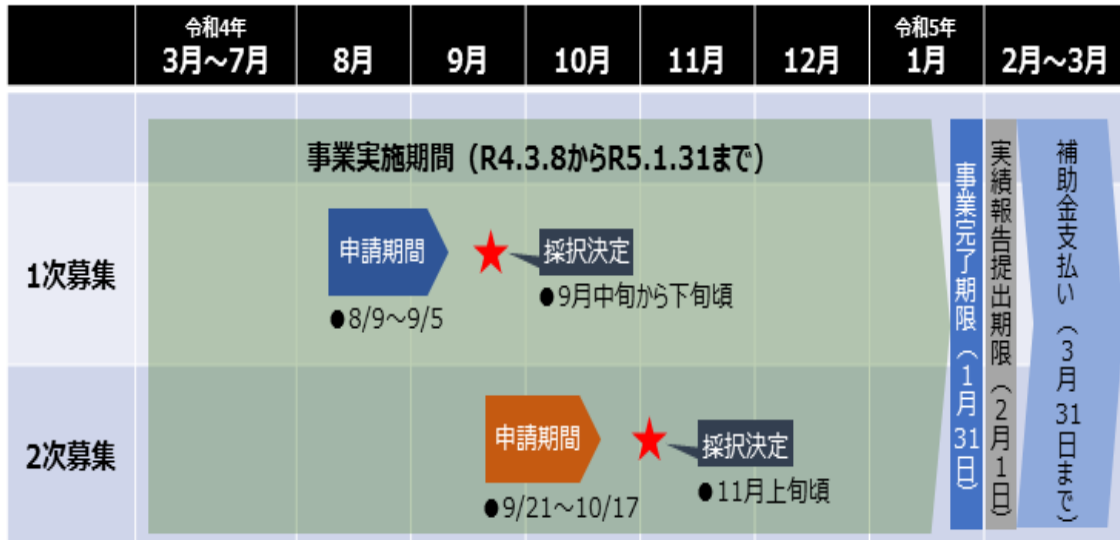 令和4年
3月～7月
8月
9月
10月
11月
12月
令和5年
1月
2月～3月
事業実施期間（R4.3.8からR5.1.31まで）
1次募集
申請期間
●8/9～9/5
採択決定
●9月中旬から下旬頃
2次募集
申請期間
●9/21～10/17
採択決定
●11月上旬頃
事業完了期限（1月31日）
実績報告提出期限（2月1日）
補助金支払い（3月31日まで）